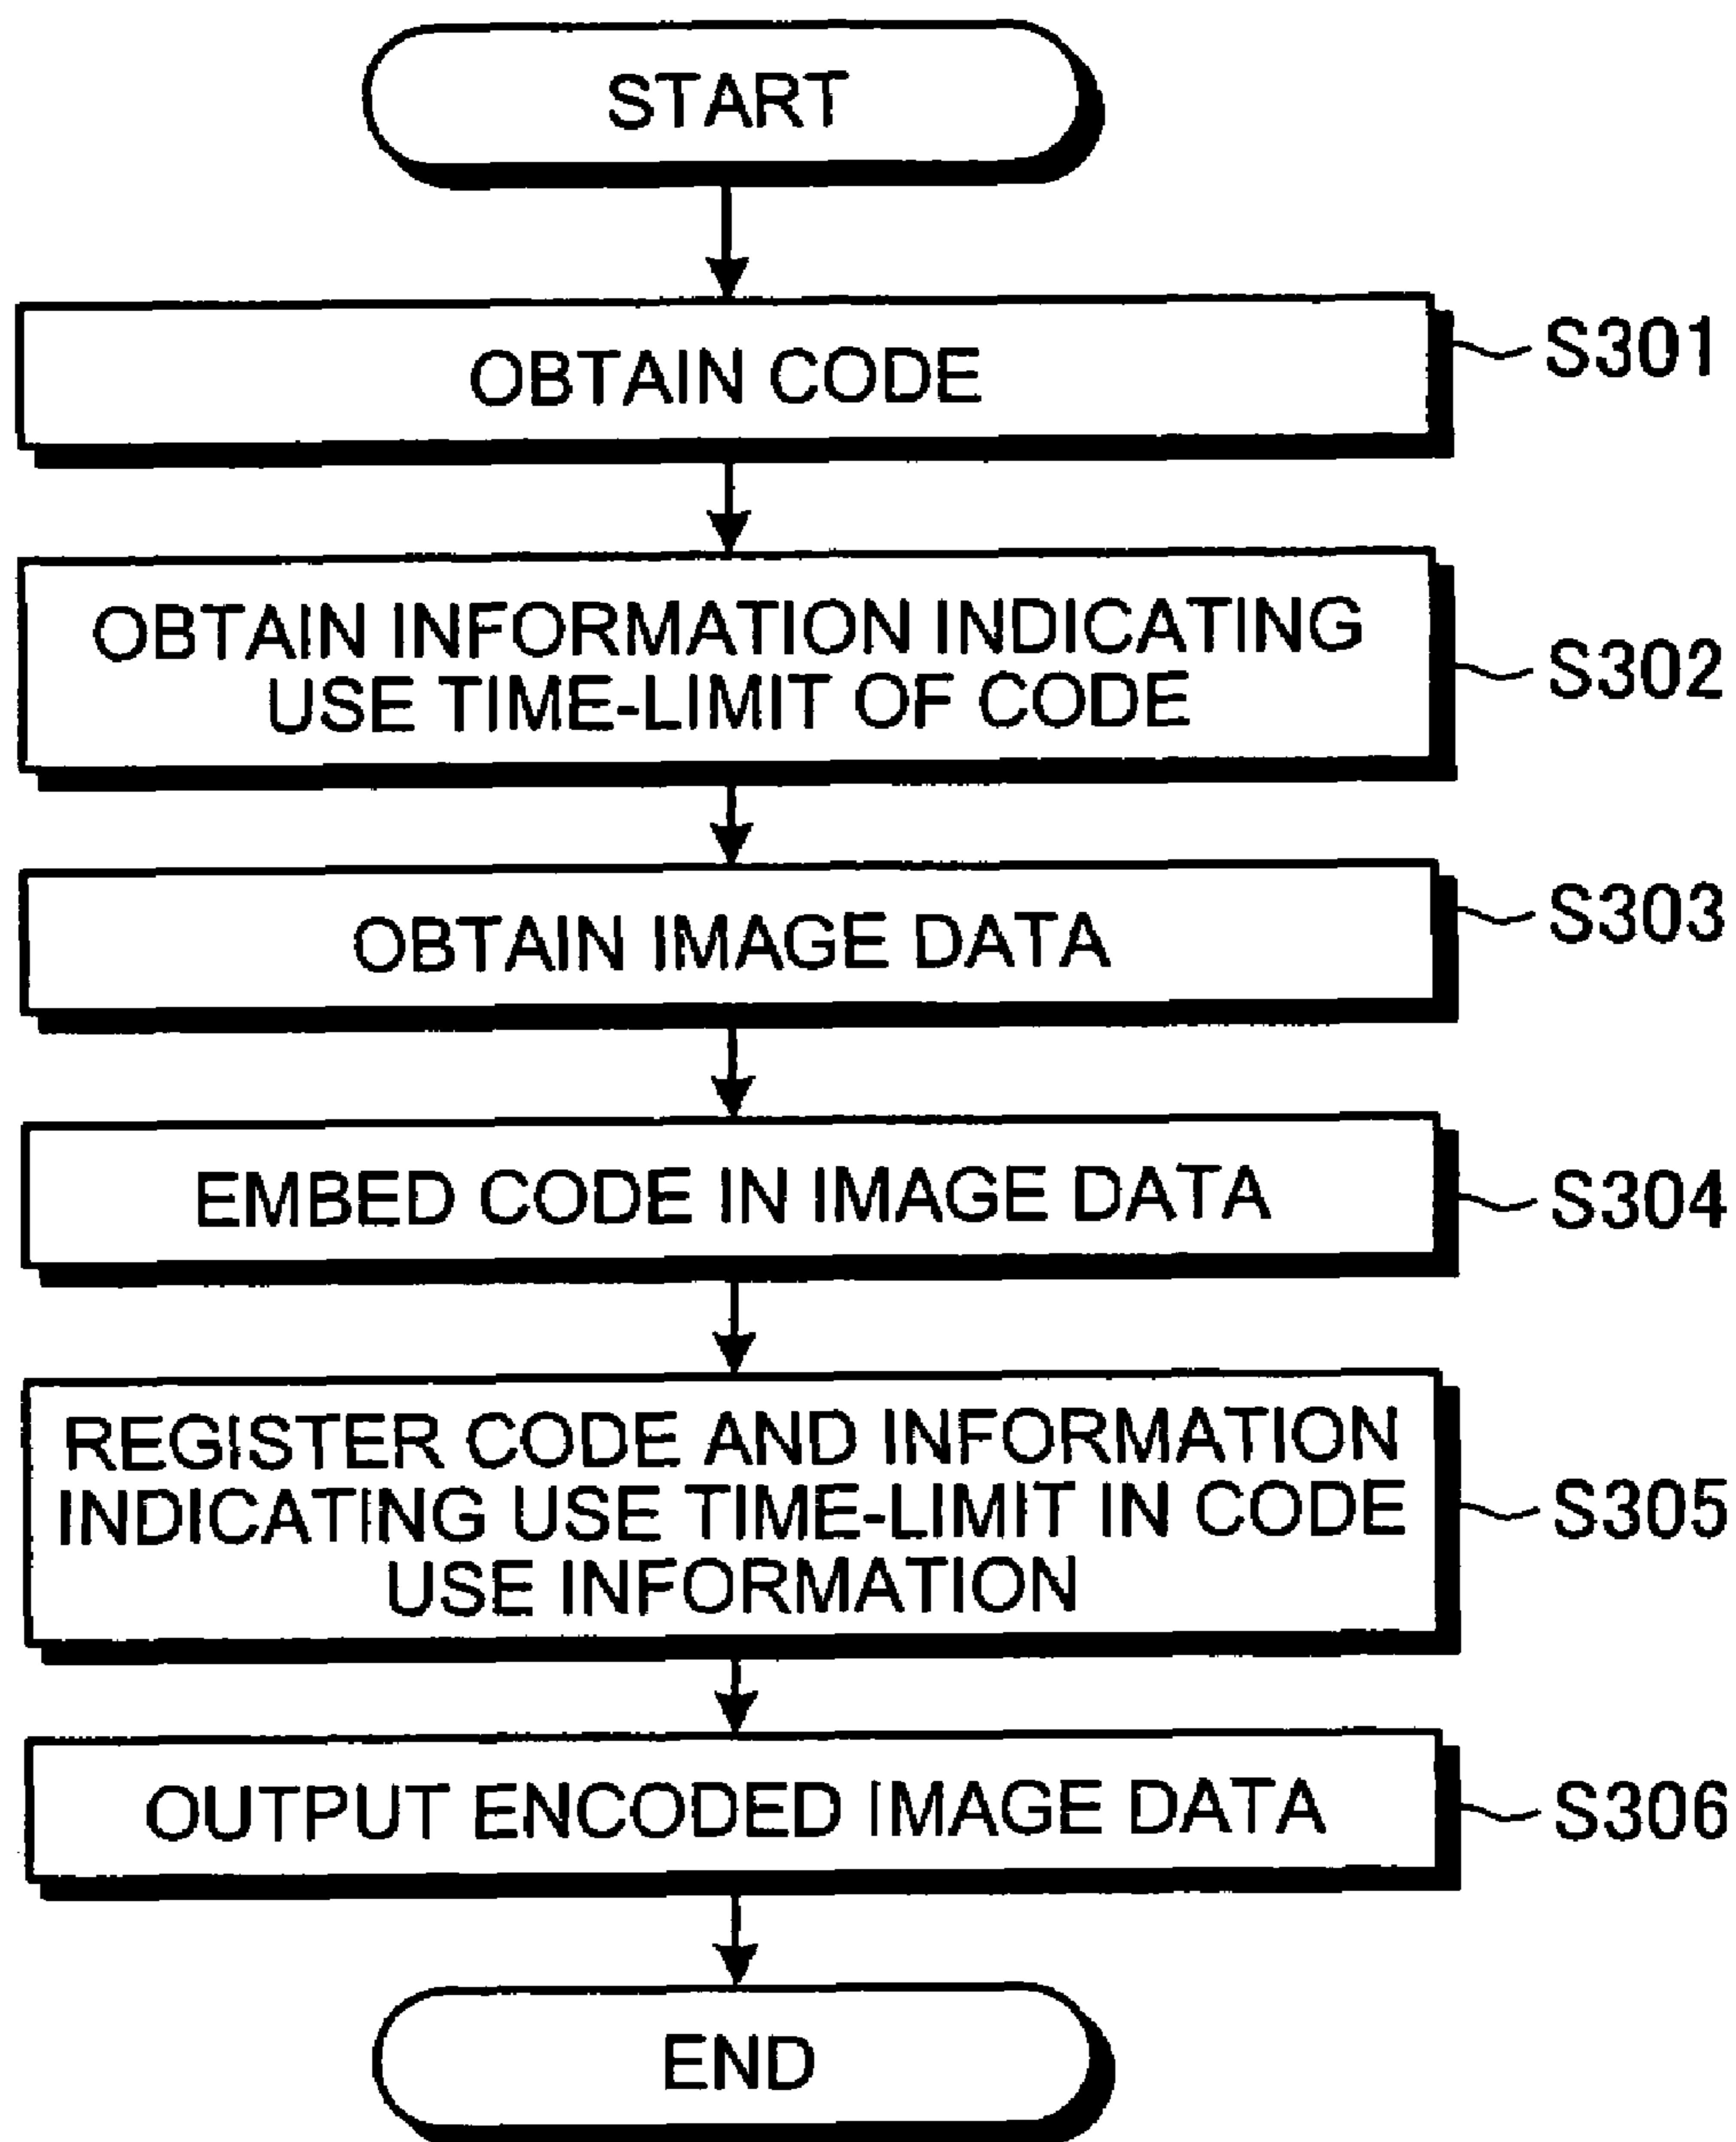 START
OBTAIN CODE
S301
OBTAIN INFORMATION INDICATING
USE TIME-LIMIT OF CODE
S302
OBTAIN IMAGE DATA
S303
EMBED CODE IN IMAGE DATA
S304
REGISTER CODE AND INFORMATION
INDICATING USE TIME-LIMIT IN CODE
USE INFORMATION
S305
OUTPUT ENCODED IMAGE DATA
S306
END